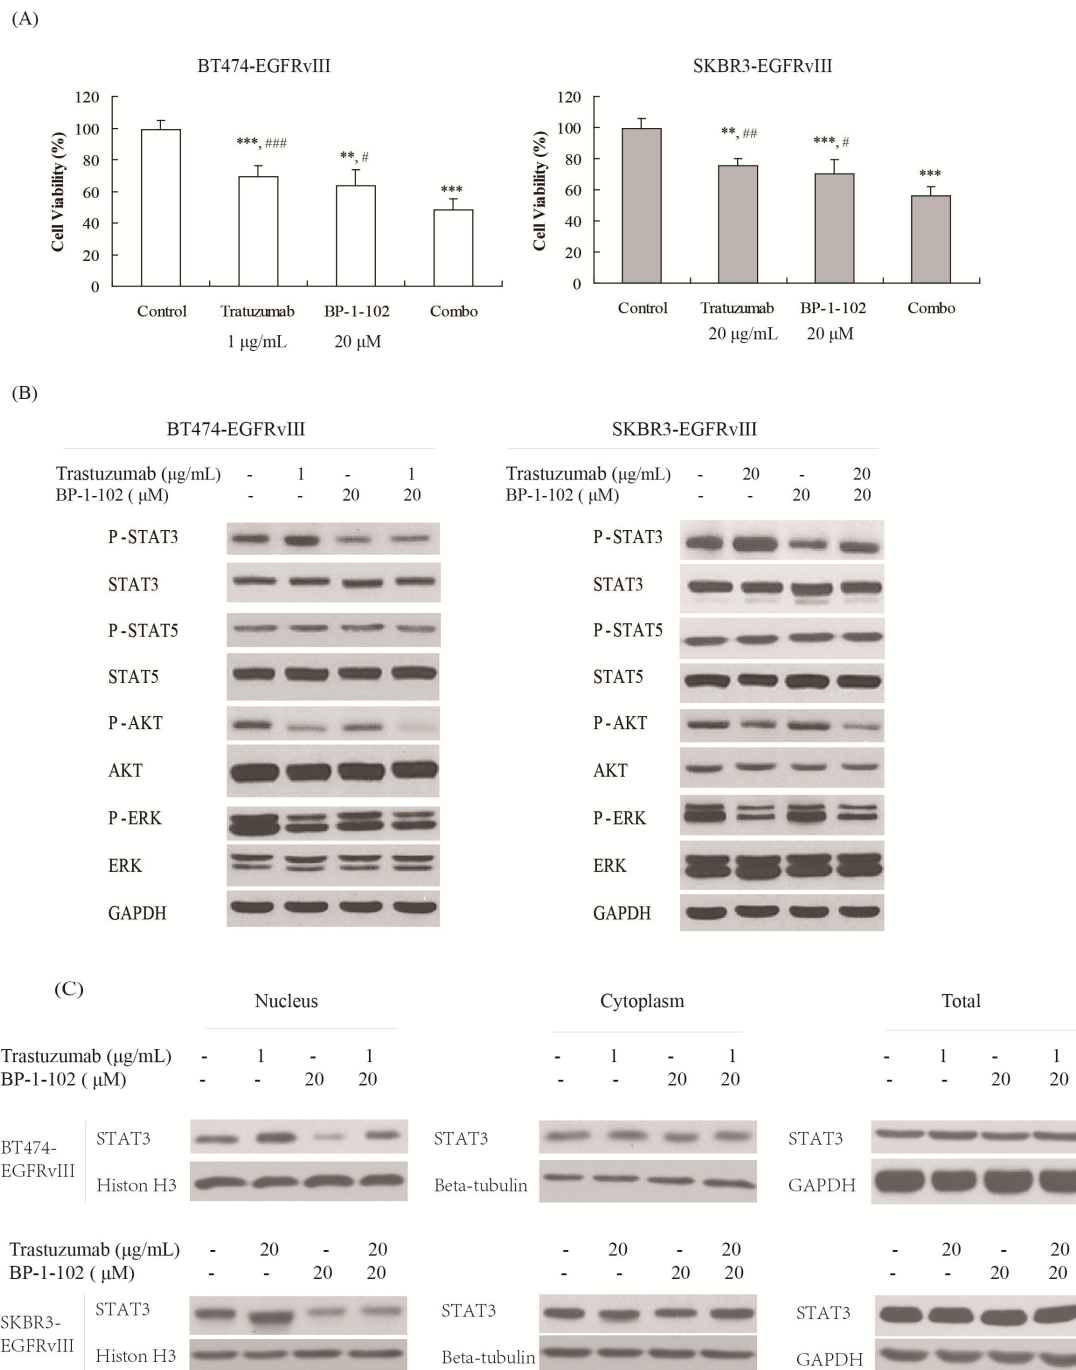 (A)
BT474-EGFRvIII
SKBR3-EGFRvIII
Cell Viability (%)
120
100
80
60
40
20
0
***, ###
**, #
***
Control
Tratuzumab
BP-1-102
Combo
1 μg/mL
20 μM
Cell Viability (%)
120
100
80
60
40
20
0
**, ##
***, #
***
Control
Tratuzumab
BP-1-102
Combo
20 μg/mL
20 μM
(B)
BT474-EGFRvIII
Trastuzumab (μg/mL) - 1 - 1
BP-1-102 ( μM) - - 20 20
P-STAT3
STAT3
P-STAT5
STAT5
P-AKT
AKT
P-ERK
ERK
GAPDH
SKBR3-EGFRvIII
Trastuzumab (μg/mL) - 20 - 20
BP-1-102 ( μM) - - 20 20
P-STAT3
STAT3
P-STAT5
STAT5
P-AKT
AKT
P-ERK
ERK
GAPDH
(C)
Nucleus Cytoplasm Total
Trastuzumab (μg/mL) - 1 - 1 - 1 - 1 - 1 - 1
BP-1-102 ( μM) - - 20 20 - - 20 20 - - 20 20
BT474-
EGFRvIII
STAT3 STAT3 STAT3
Histon H3 Beta-tubulin GAPDH
Trastuzumab (μg/mL) - 20 - 20 - 20 - 20 - 20 - 20
BP-1-102 ( μM) - - 20 20 - - 20 20 - - 20 20
SKBR3-
EGFRvIII
STAT3 STAT3 STAT3
Histon H3 Beta-tubulin GAPDH